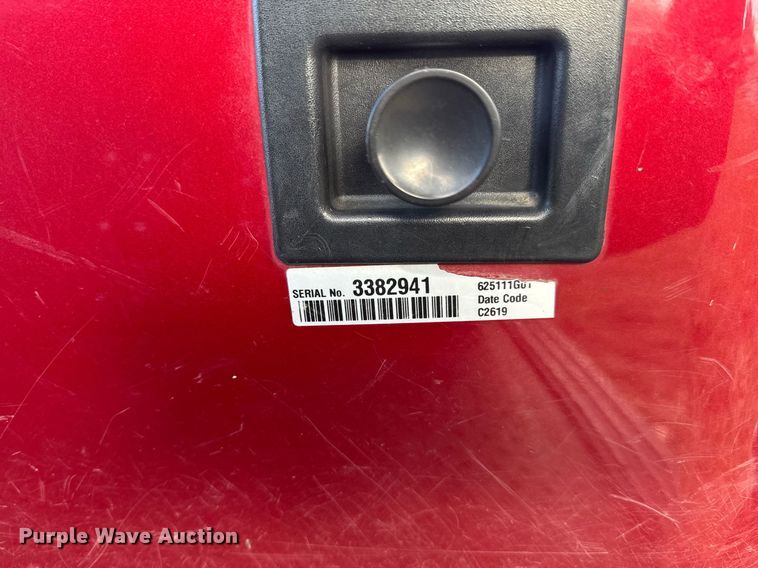 SERIAL No. 3382941
625111G01
Date Code
C2619
Purple Wave Auction®